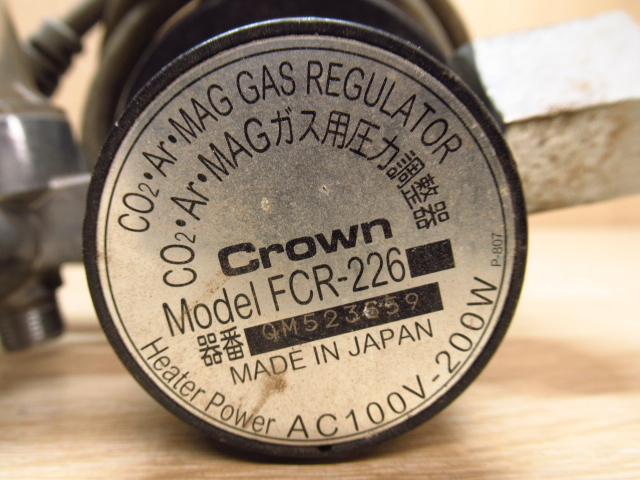 CO2・Ar・MAG GAS REGULATOR
CO2・Ar・MAGガス用圧力調整器
Crown
Model FCR-226
器番 QM523659
MADE IN JAPAN
Heater Power AC100V-200W
P-807